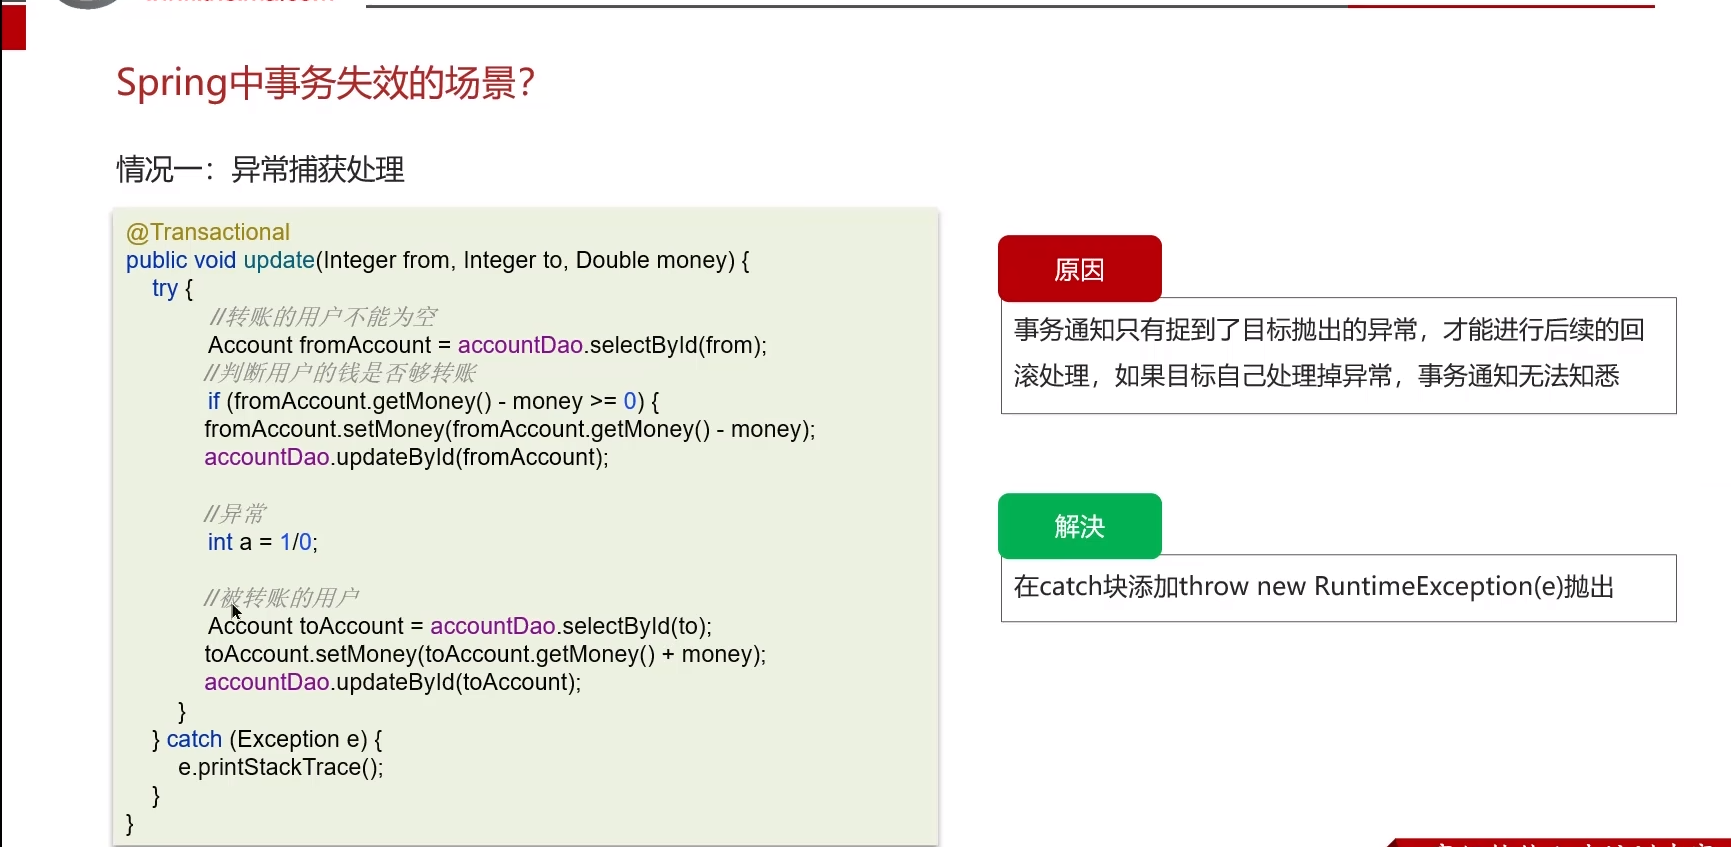 Spring中事务失效的场景？
情况一：异常捕获处理
@Transactional
public void update(Integer from, Integer to, Double money) {
try {
//转账的用户不能为空
Account fromAccount = accountDao.selectById(from);
//判断用户的钱是否够转账
if (fromAccount.getMoney() - money >= 0) {
fromAccount.setMoney(fromAccount.getMoney() - money);
accountDao.updateById(fromAccount);
//异常
int a = 1/0;
//被转账的用户
Account toAccount = accountDao.selectById(to);
toAccount.setMoney(toAccount.getMoney() + money);
accountDao.updateById(toAccount);
}
} catch (Exception e) {
e.printStackTrace();
}
}
原因
事务通知只有捉到了目标抛出的异常，才能进行后续的回
滚处理，如果目标自己处理掉异常，事务通知无法知悉
解决
在catch块添加throw new RuntimeException(e)抛出